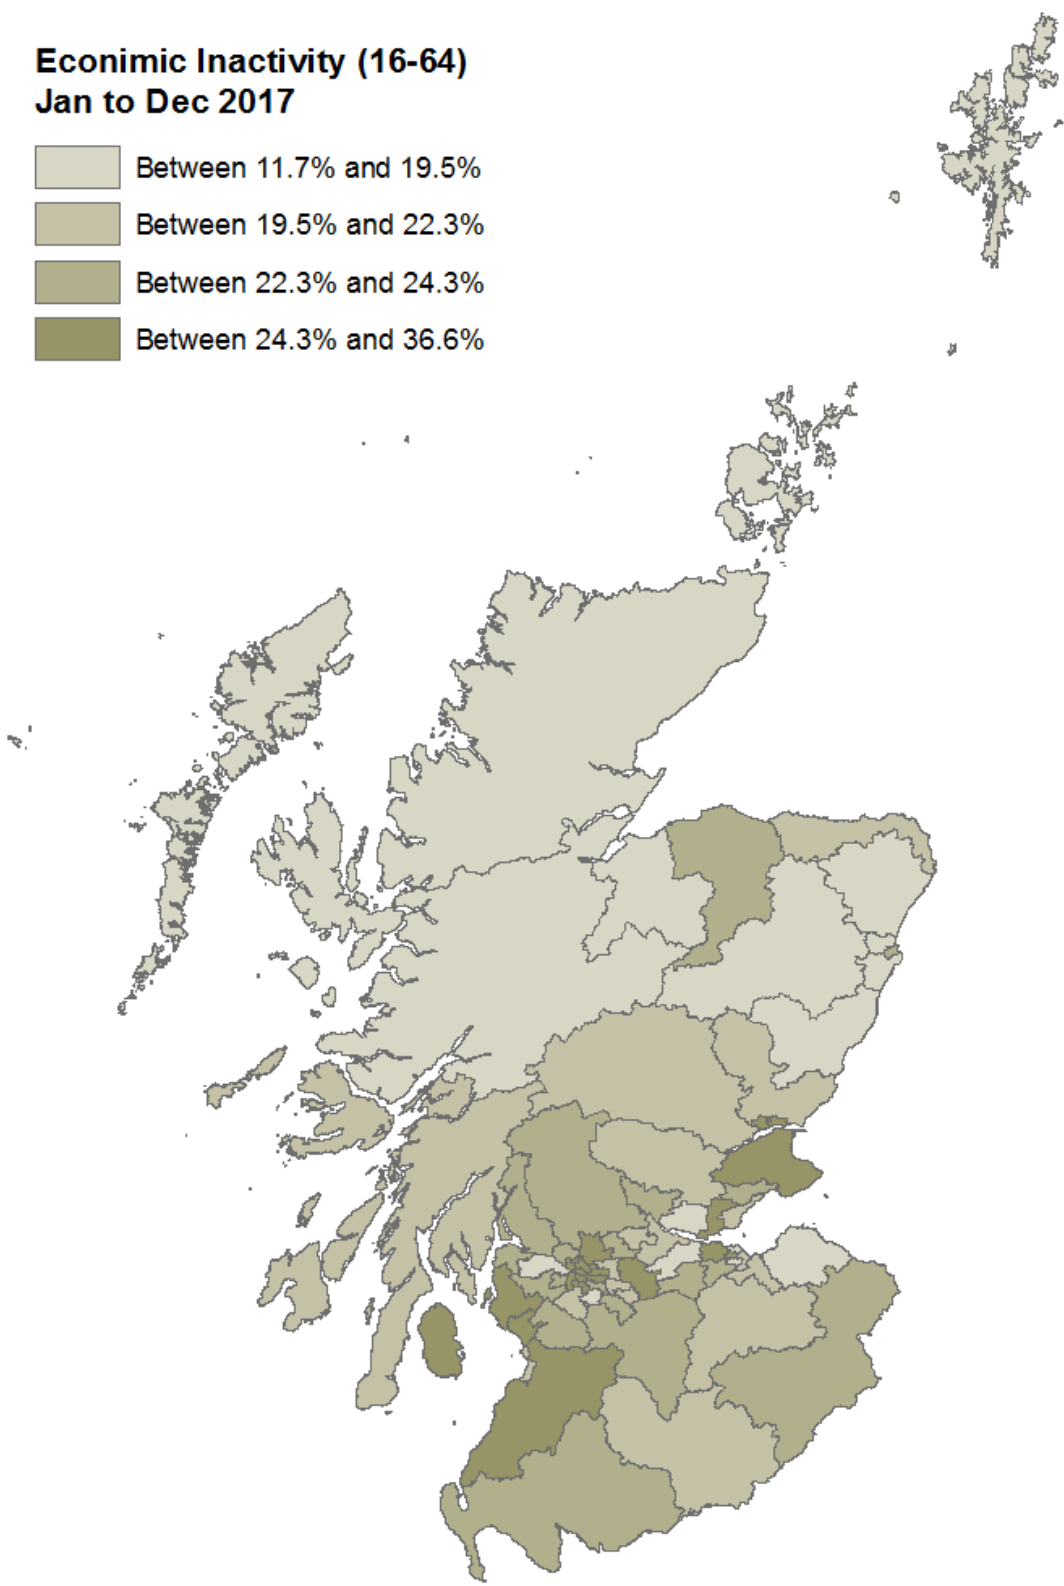 Econimic Inactivity (16-64)
Jan to Dec 2017
Between 11.7% and 19.5%
Between 19.5% and 22.3%
Between 22.3% and 24.3%
Between 24.3% and 36.6%